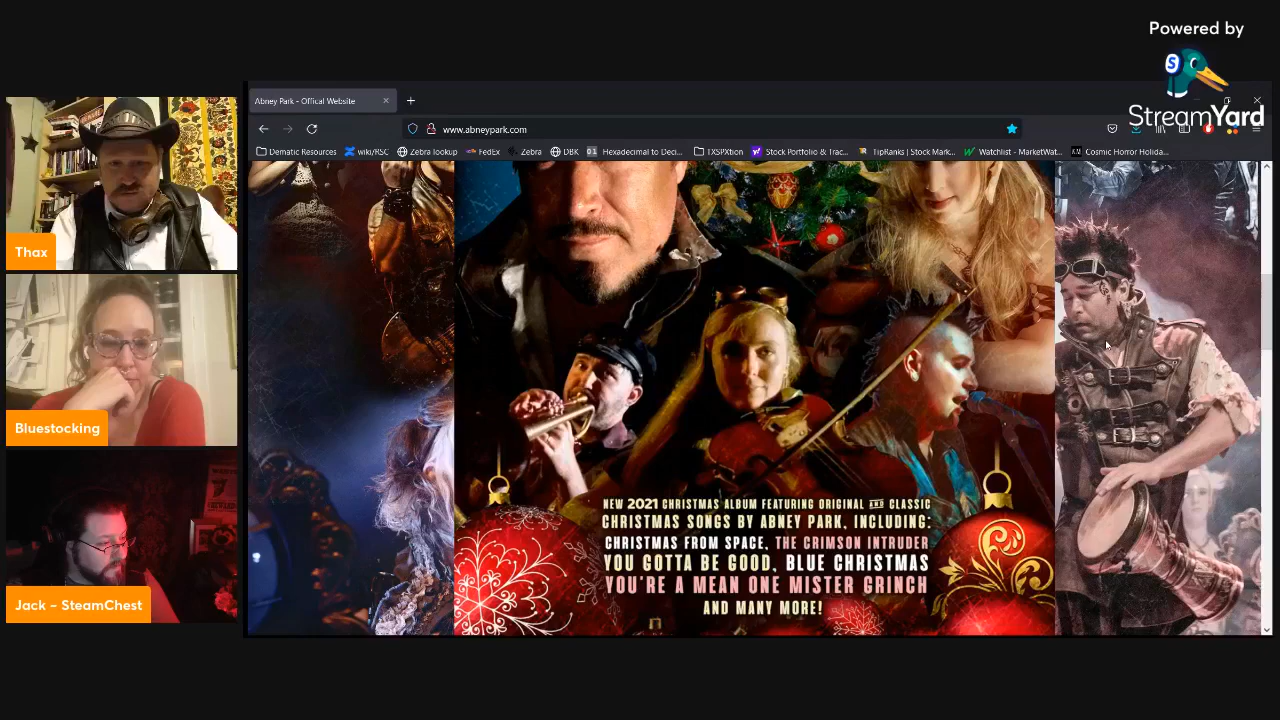 Powered by
StreamYard
Abney Park - Offical Website
www.abneypark.com
Dematic Resources
wiki/RSC
Zebra lookup
FedEx
Zebra
DBK
Hexadecimal to Deci...
TXSPXtion
Stock Portfolio & Trac...
TipRanks | Stock Mark...
Watchlist - MarketWat...
Cosmic Horror Holida...
Thax
Bluestocking
Jack - SteamChest
NEW 2021 CHRISTMAS ALBUM FEATURING ORIGINAL AND CLASSIC
CHRISTMAS SONGS BY ABNEY PARK, INCLUDING:
CHRISTMAS FROM SPACE, THE CRIMSON INTRUDER
YOU GOTTA BE GOOD, BLUE CHRISTMAS
YOU'RE A MEAN ONE MISTER GRINCH
AND MANY MORE!